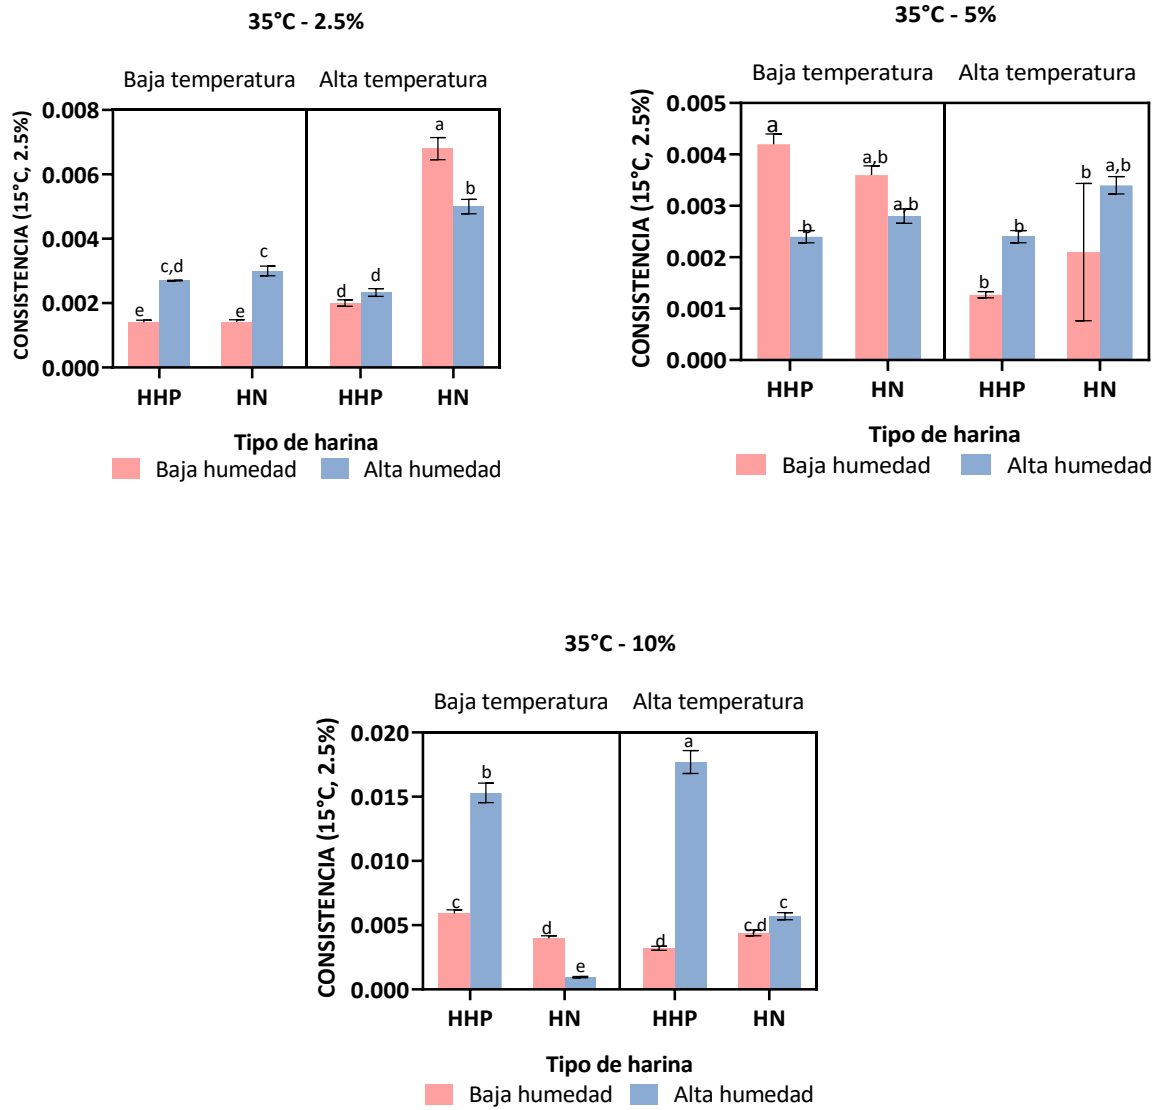 35°C - 2.5%
Baja temperatura Alta temperatura
CONSISTENCIA (15°C, 2.5%)
0.008
0.006
0.004
0.002
0.000
e c,d e c d d a b
HHP HN HHP HN
Tipo de harina
Baja humedad Alta humedad
35°C - 5%
Baja temperatura Alta temperatura
CONSISTENCIA (15°C, 2.5%)
0.005
0.004
0.003
0.002
0.001
0.000
a b a,b a,b b b b a,b
HHP HN HHP HN
Tipo de harina
Baja humedad Alta humedad
35°C - 10%
Baja temperatura Alta temperatura
CONSISTENCIA (15°C, 2.5%)
0.020
0.015
0.010
0.005
0.000
c b d e d a c,d c
HHP HN HHP HN
Tipo de harina
Baja humedad Alta humedad